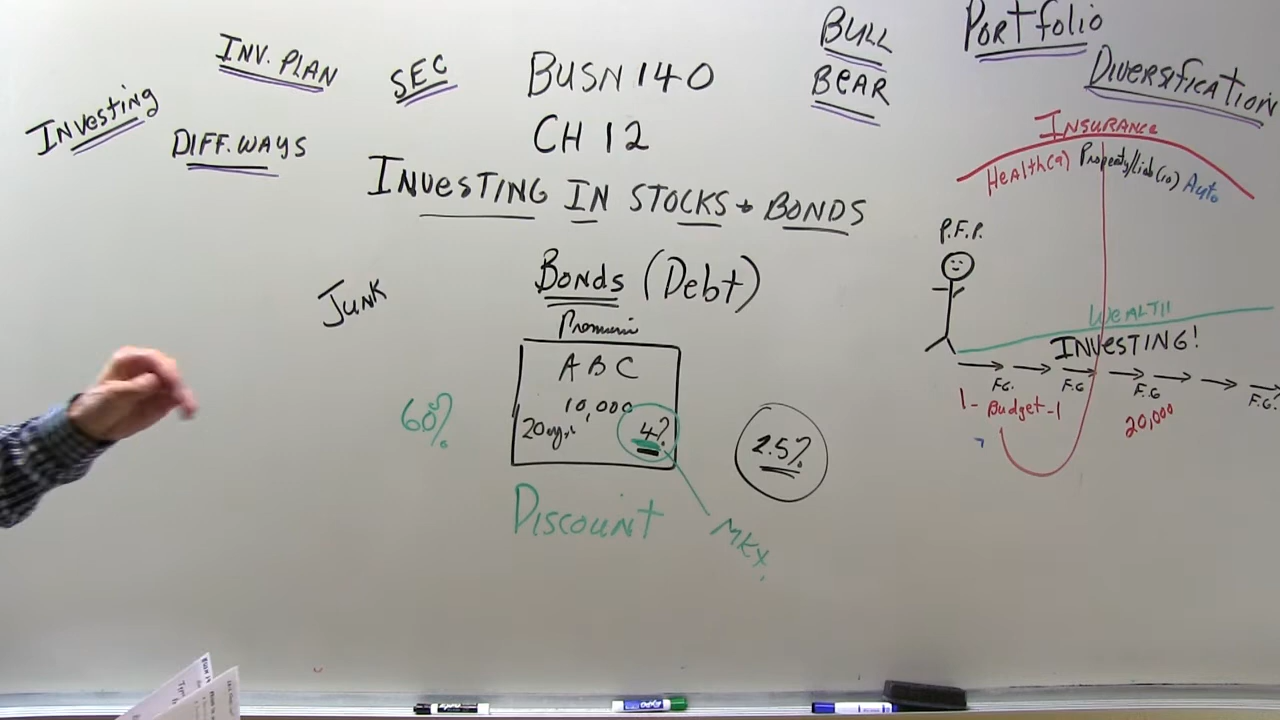 INV. PLAN
SEC
BUSN 140
BULL
BEAR
PORTfolio
DIVERSIFICATION
INVESTING
DIFF. WAYS
CH 12
INVESTING IN STOCKS + BONDS
INSURANCE
Health(9) Property/Liab(10) Auto
P.F.P.
JUNK
Bonds (Debt)
ABC
10,000
4%
60%
2.5%
DISCOUNT
MKT.
WEALTH
INVESTING!
F.G. F.G F.G F.G.
1-Budget-1
20,000
EXPO